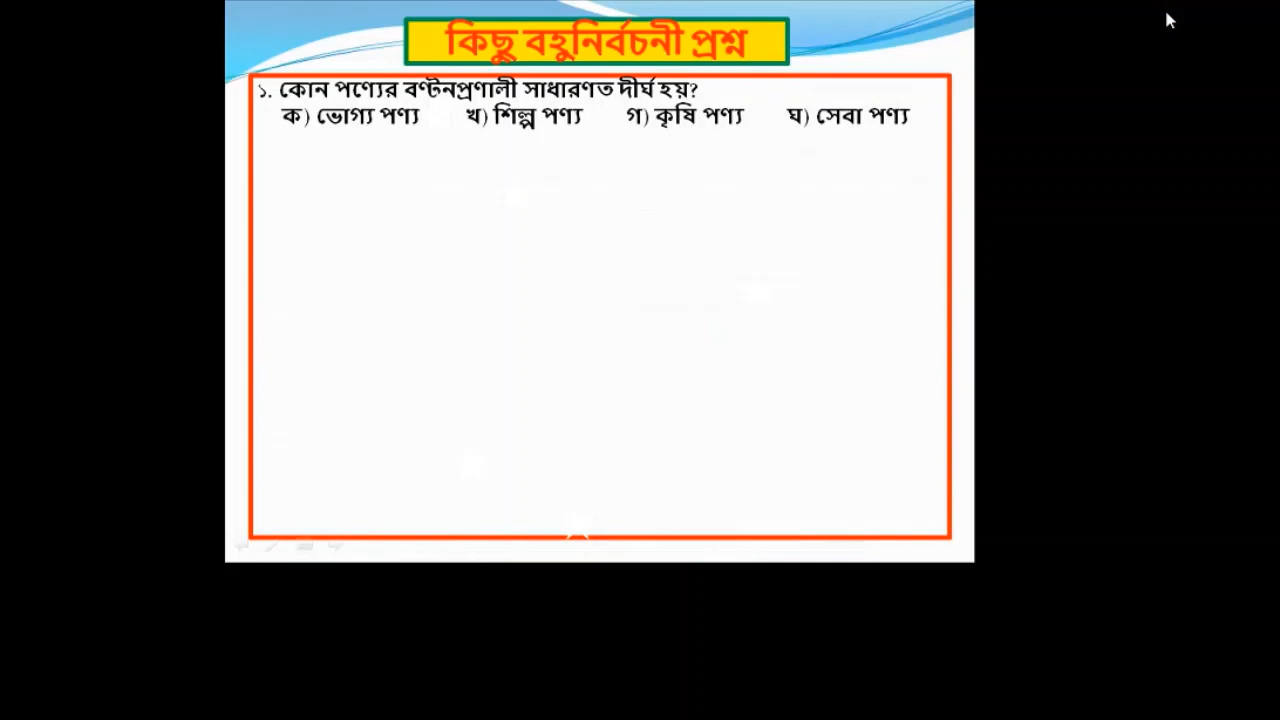 কিছু বহুনির্বচনী প্রশ্ন
১. কোন পণ্যের বণ্টনপ্রণালী সাধারণত দীর্ঘ হয়?
ক) ভোগ্য পণ্য খ) শিল্প পণ্য গ) কৃষি পণ্য ঘ) সেবা পণ্য